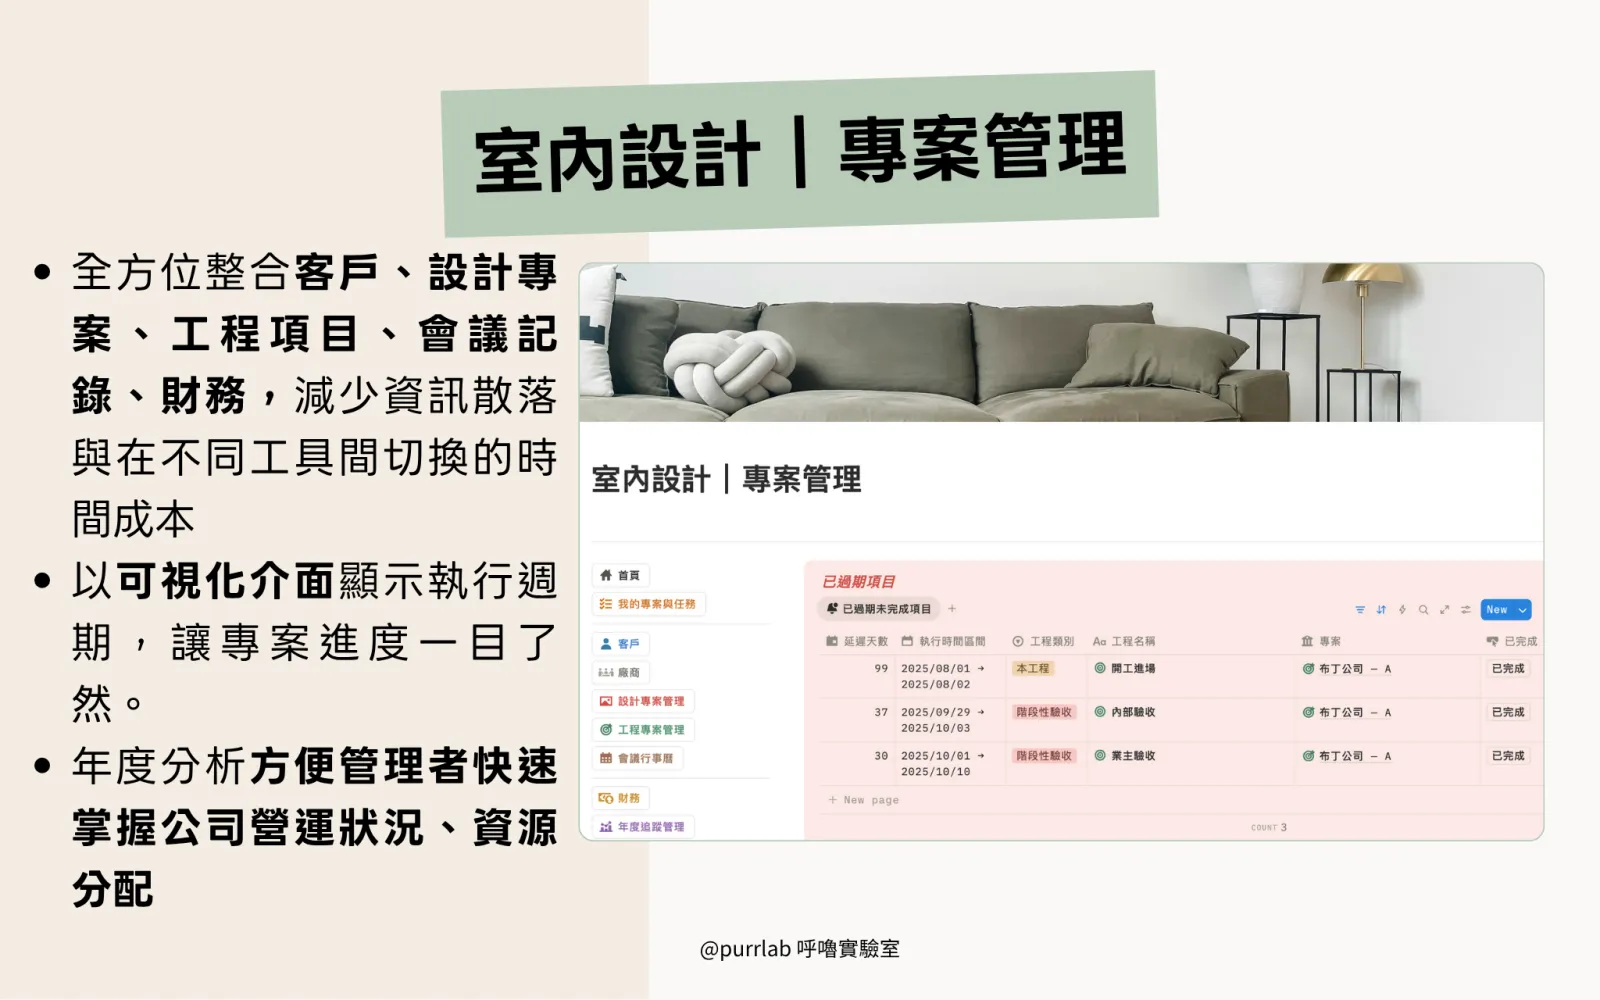 室內設計｜專案管理
• 全方位整合客戶、設計專
案、工程項目、會議記
錄、財務，減少資訊散落
與在不同工具間切換的時
間成本
• 以可視化介面顯示執行週
期，讓專案進度一目了
然。
• 年度分析方便管理者快速
掌握公司營運狀況、資源
分配
室內設計｜專案管理
首頁
我的專案與任務
客戶
廠商
設計專案管理
工程專案管理
會議行事曆
財務
年度追蹤管理
已過期項目
已過期未完成項目 +
New
延遲天數 執行時間區間 工程類別 Aa 工程名稱 專案 已完成
99 2025/08/01 → 本工程 開工進場 布丁公司 – A 已完成
2025/08/02
37 2025/09/29 → 階段性驗收 內部驗收 布丁公司 – A 已完成
2025/10/03
30 2025/10/01 → 階段性驗收 業主驗收 布丁公司 – A 已完成
2025/10/10
+ New page
COUNT 3
@purrlab 呼嚕實驗室